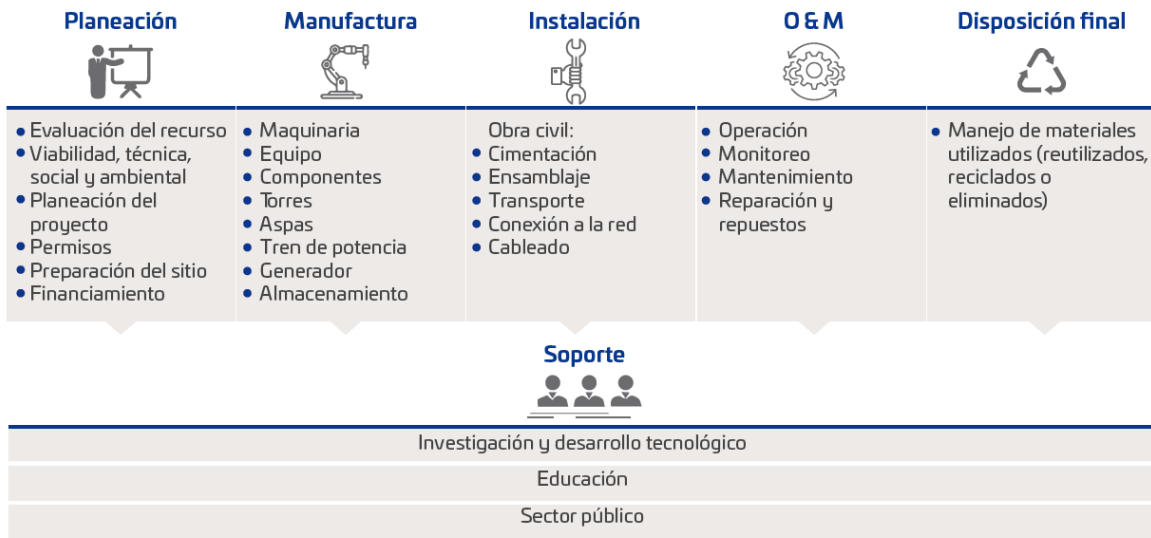 Planeación
Evaluación del recurso
Viabilidad, técnica,
social y ambiental
Planeación del
proyecto
Permisos
Preparación del sitio
Financiamiento
Manufactura
Maquinaria
Equipo
Componentes
Torres
Aspas
Tren de potencia
Generador
Almacenamiento
Instalación
Obra civil:
Cimentación
Ensamblaje
Transporte
Conexión a la red
Cableado
O & M
Operación
Monitoreo
Mantenimiento
Reparación y
repuestos
Disposición final
Manejo de materiales
utilizados (reutilizados,
reciclados o
eliminados)
Soporte
Investigación y desarrollo tecnológico
Educación
Sector público